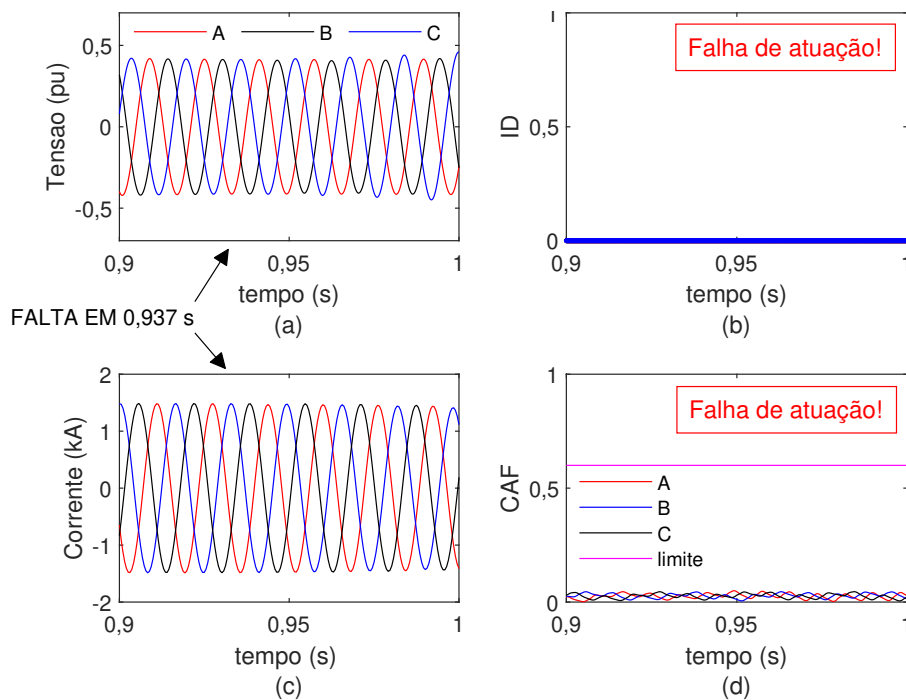 A B C
0,5
0
-0,5
Tensao (pu)
0,9 0,95 1
tempo (s)
(a)
Falha de atuação!
1
0,5
0
ID
0,9 0,95 1
tempo (s)
(b)
FALTA EM 0,937 s
2
1
0
-1
-2
Corrente (kA)
0,9 0,95 1
tempo (s)
(c)
Falha de atuação!
1
0,5
0
CAF
A
B
C
limite
0,9 0,95 1
tempo (s)
(d)